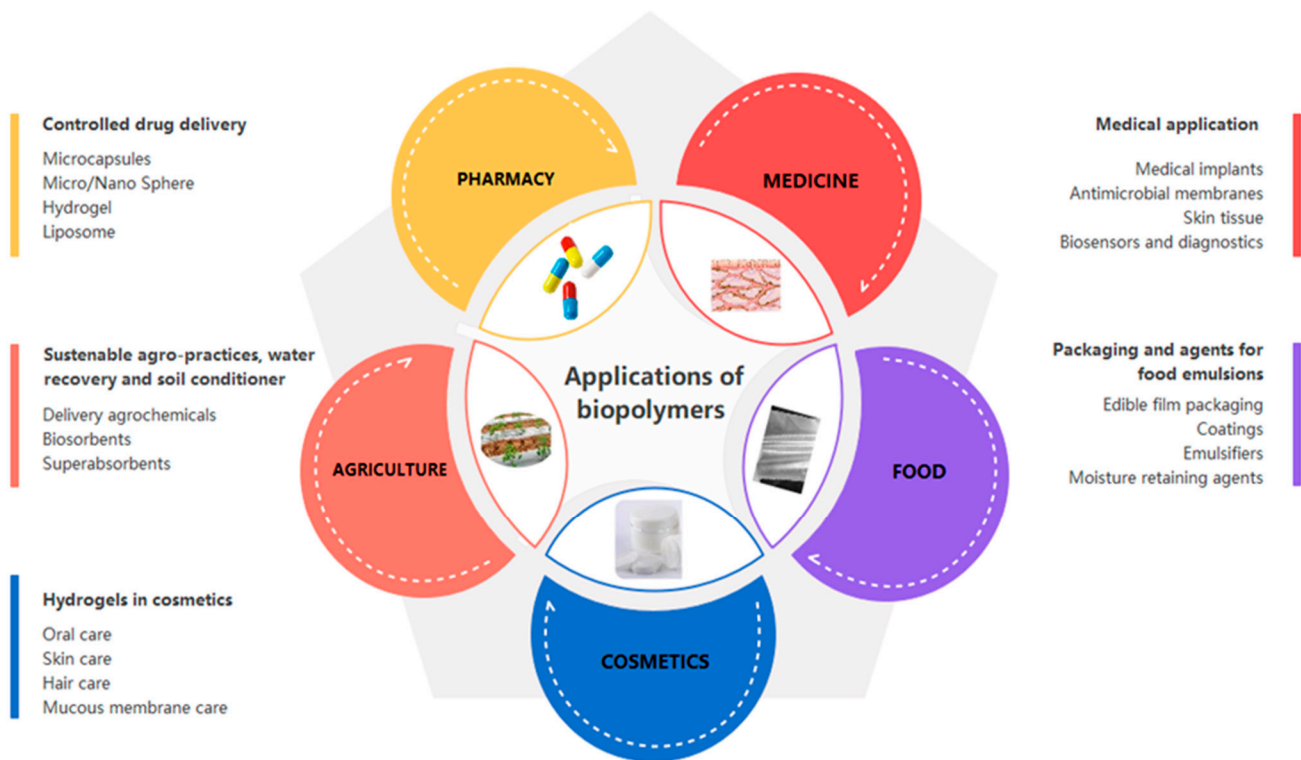 Controlled drug delivery
Microcapsules
Micro/Nano Sphere
Hydrogel
Liposome
PHARMACY
MEDICINE
Medical application
Medical implants
Antimicrobial membranes
Skin tissue
Biosensors and diagnostics
Sustenable agro-practices, water
recovery and soil conditioner
Delivery agrochemicals
Biosorbents
Superabsorbents
AGRICULTURE
Applications of
biopolymers
FOOD
Packaging and agents for
food emulsions
Edible film packaging
Coatings
Emulsifiers
Moisture retaining agents
Hydrogels in cosmetics
Oral care
Skin care
Hair care
Mucous membrane care
COSMETICS